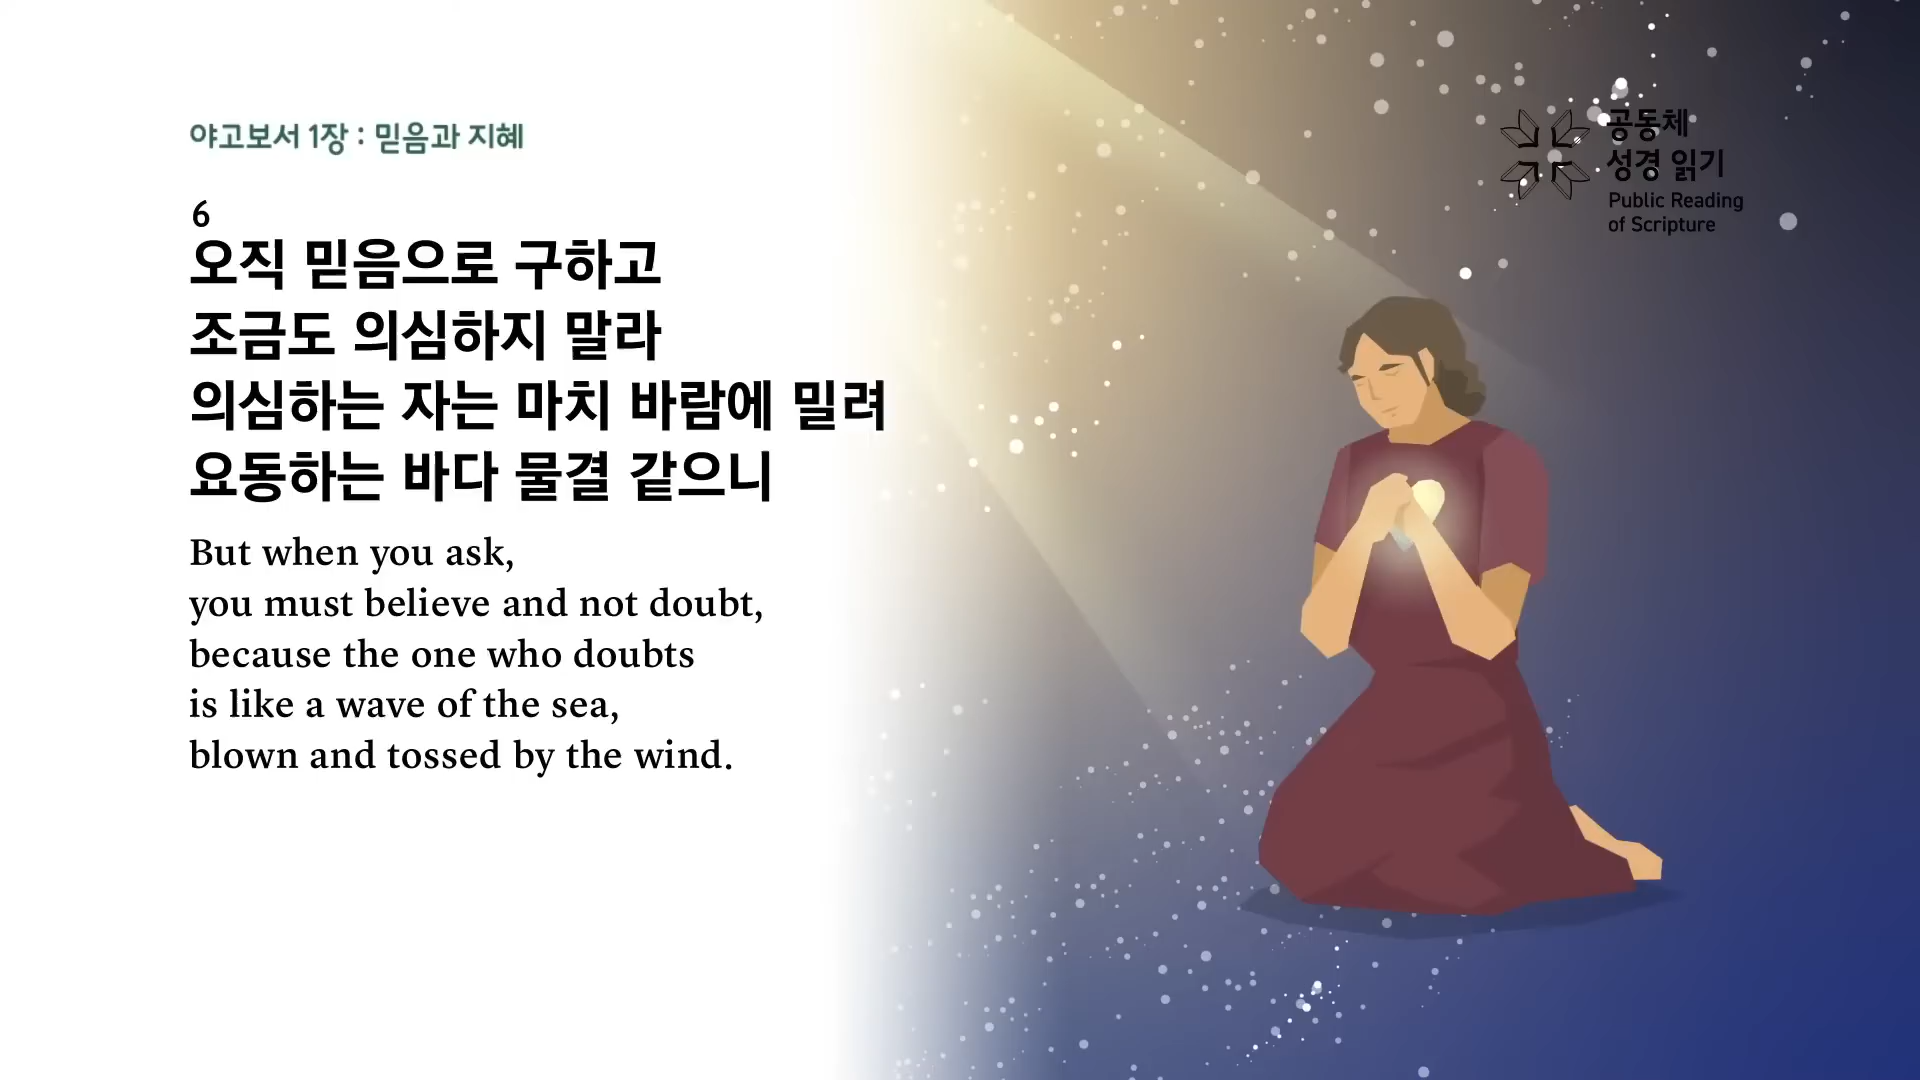 야고보서 1장 : 믿음과 지혜
6
오직 믿음으로 구하고
조금도 의심하지 말라
의심하는 자는 마치 바람에 밀려
요동하는 바다 물결 같으니
But when you ask,
you must believe and not doubt,
because the one who doubts
is like a wave of the sea,
blown and tossed by the wind.
공동체
성경 읽기
Public Reading
of Scripture